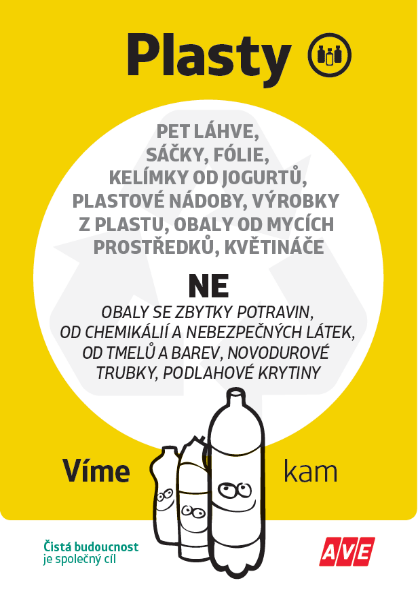 Plasty
PET LÁHVE,
SÁČKY, FÓLIE,
KELÍMKY OD JOGURTŮ,
PLASTOVÉ NÁDOBY, VÝROBKY
Z PLASTU, OBALY OD MYCÍCH
PROSTŘEDKŮ, KVĚTINÁČE
NE
OBALY SE ZBYTKY POTRAVIN,
OD CHEMIKÁLIÍ A NEBEZPEČNÝCH LÁTEK,
OD TMELŮ A BAREV, NOVODUROVÉ
TRUBKY, PODLAHOVÉ KRYTINY
Víme kam
Čistá budoucnost
je společný cíl
AVE